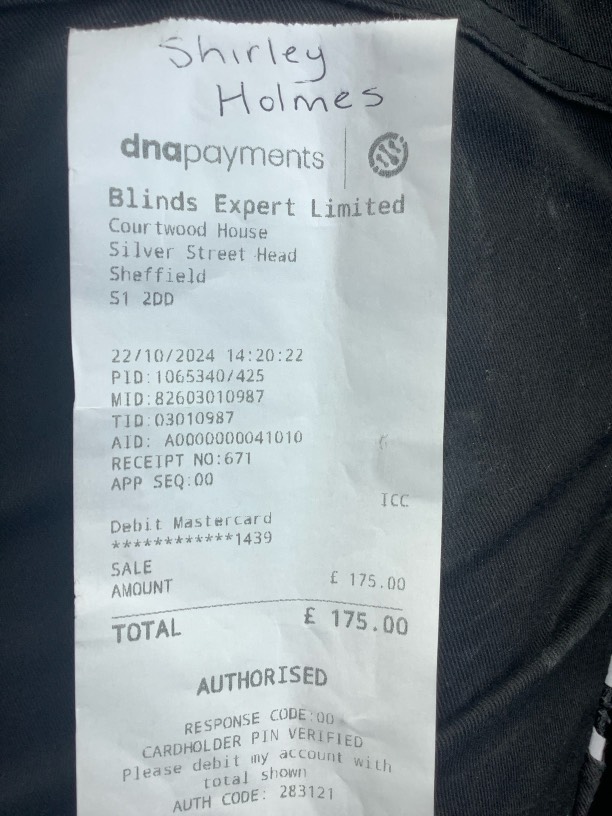 Shirley
Holmes
dnapayments
Blinds Expert Limited
Courtwood House
Silver Street Head
Sheffield
S1 2DD
22/10/2024 14:20:22
PID:1065340/425
MID:82603010987
TID:03010987
AID: A0000000041010
RECEIPT NO:671
APP SEQ:00
ICC
Debit Mastercard
************1439
SALE
AMOUNT £ 175.00
TOTAL £ 175.00
AUTHORISED
RESPONSE CODE:00
CARDHOLDER PIN VERIFIED
Please debit my account with
total shown
AUTH CODE: 283121